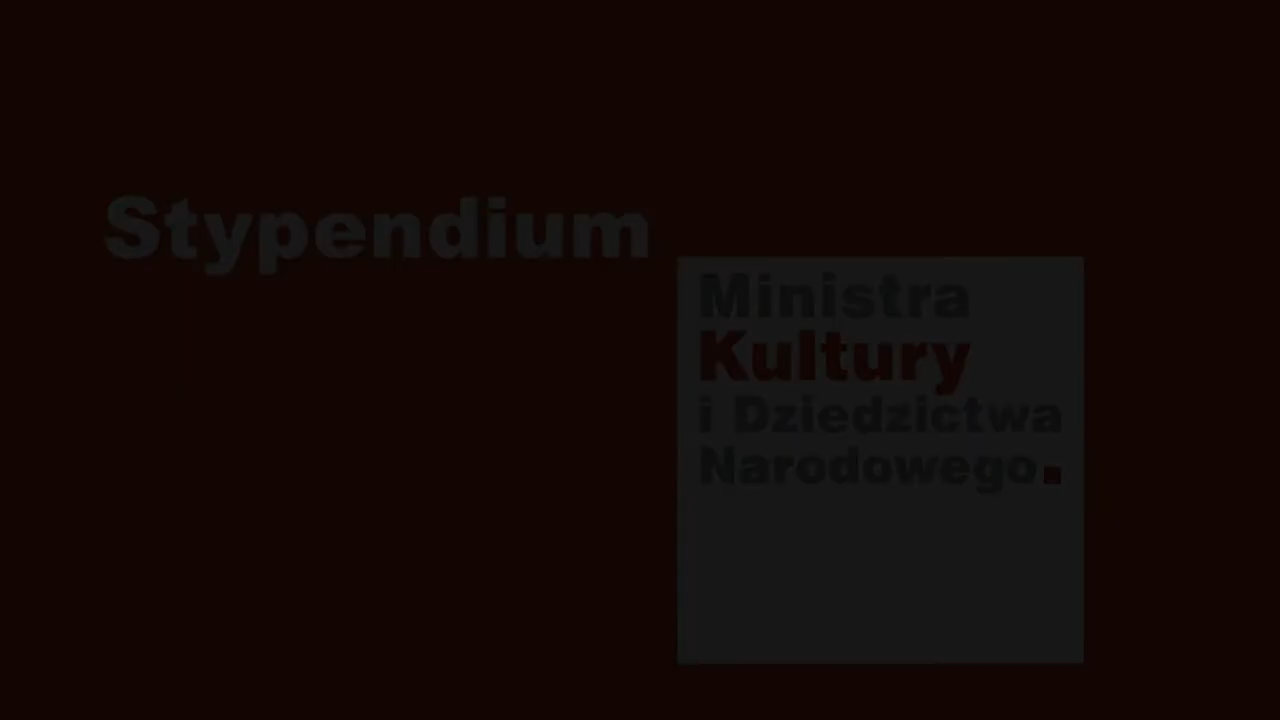 Stypendium
Ministra
Kultury
i Dziedzictwa
Narodowego.